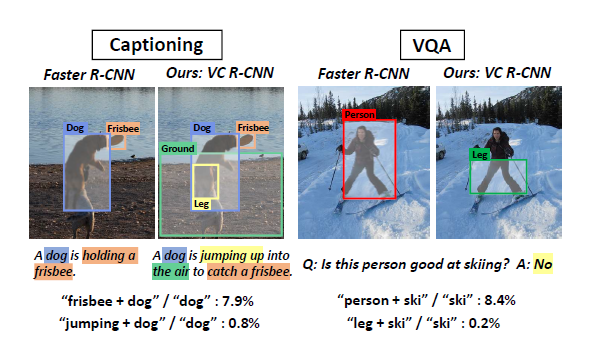 Captioning
VQA
Faster R-CNN
Ours: VC R-CNN
Faster R-CNN
Ours: VC R-CNN
Dog
Frisbee
Dog
Frisbee
Ground
Leg
Person
Leg
A dog is holding a
frisbee.
A dog is jumping up into
the air to catch a frisbee.
Q: Is this person good at skiing? A: No
“frisbee + dog” / “dog” : 7.9%
“jumping + dog” / “dog” : 0.8%
“person + ski” / “ski” : 8.4%
“leg + ski” / “ski” : 0.2%